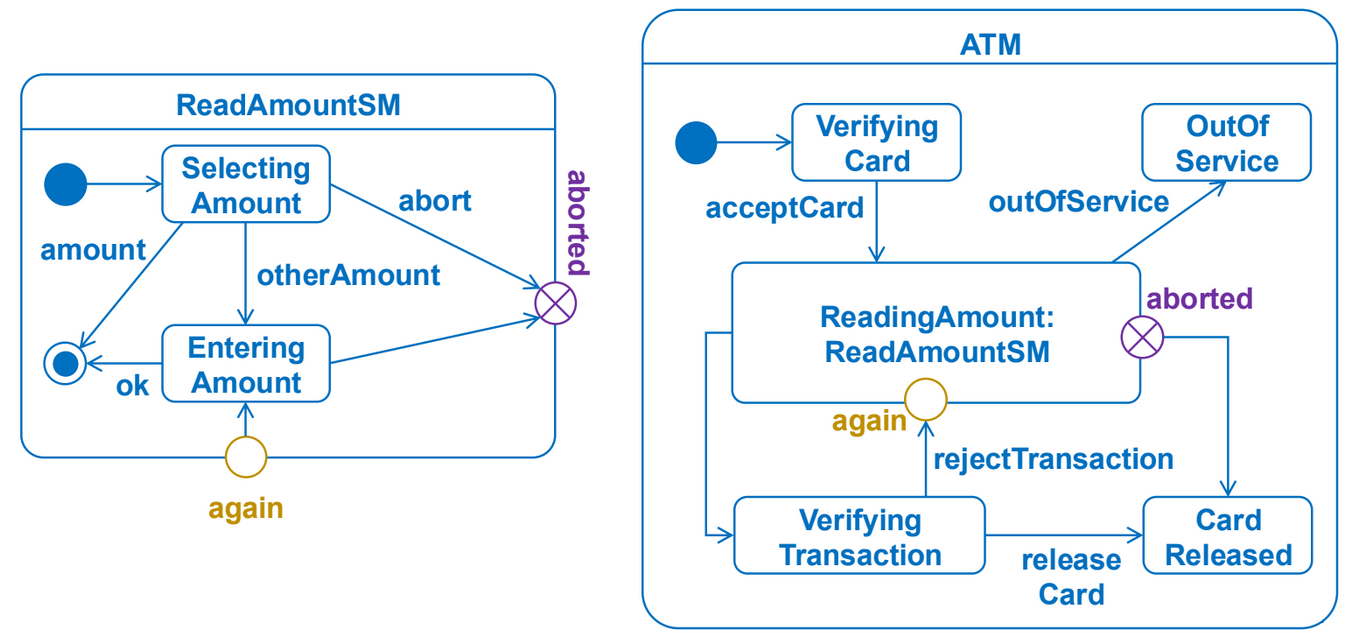 ReadAmountSM
Selecting
Amount
abort
aborted
amount
otherAmount
Entering
Amount
ok
again
ATM
Verifying
Card
OutOf
Service
acceptCard
outOfService
ReadingAmount:
ReadAmountSM
aborted
again
rejectTransaction
Verifying
Transaction
release
Card
Card
Released